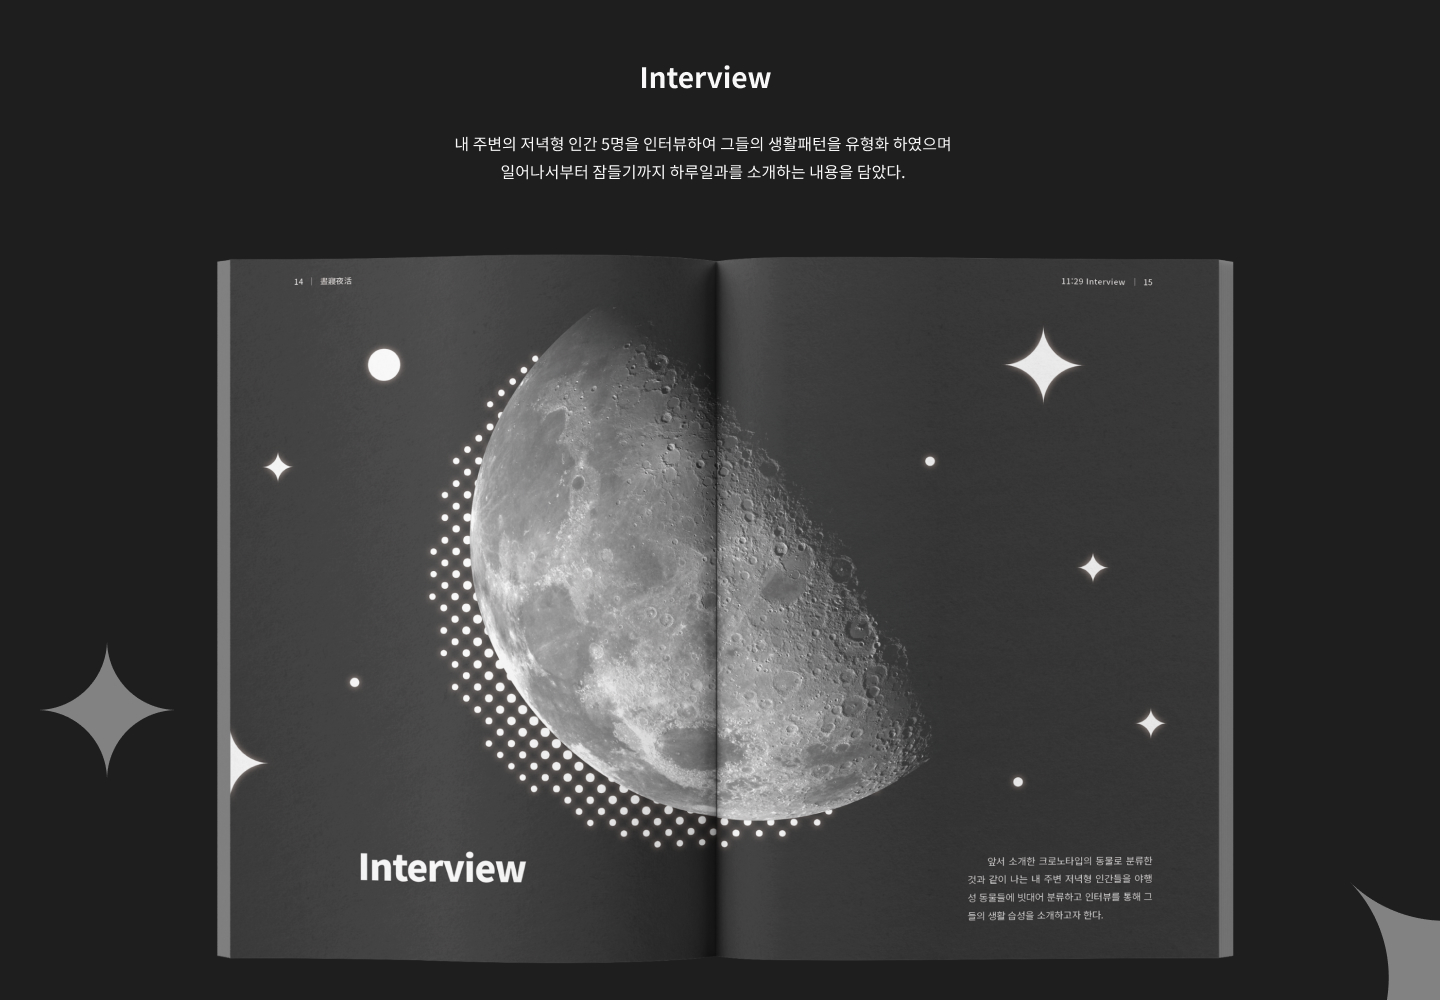 Interview
내 주변의 저녁형 인간 5명을 인터뷰하여 그들의 생활패턴을 유형화 하였으며
일어나서부터 잠들기까지 하루일과를 소개하는 내용을 담았다.
14 | 晝寢夜活
11:29 Interview | 15
Interview
앞서 소개한 크로노타입의 동물로 분류한
것과 같이 나는 내 주변 저녁형 인간들을 야행
성 동물들에 빗대어 분류하고 인터뷰를 통해 그
들의 생활 습성을 소개하고자 한다.